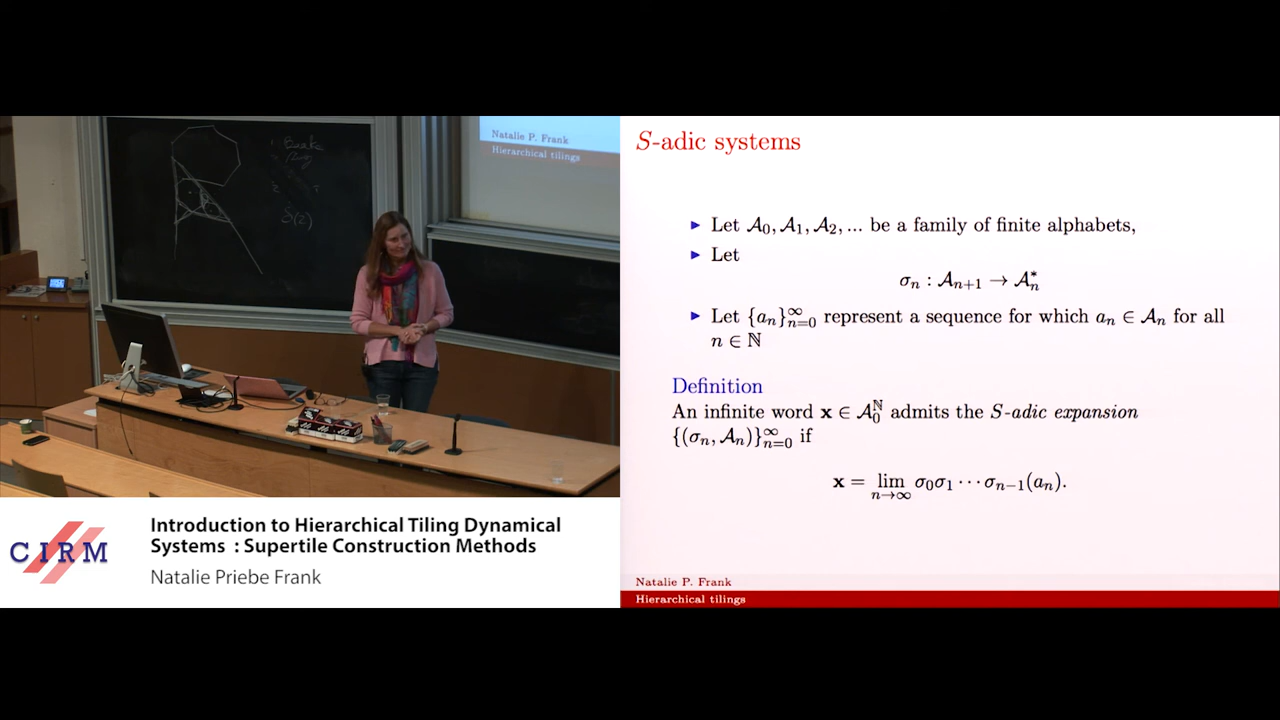 Natalie P. Frank
Hierarchical tilings
S-adic systems
▶ Let 𝒜₀, 𝒜₁, 𝒜₂, ... be a family of finite alphabets,
▶ Let
σₙ : 𝒜ₙ₊₁ → 𝒜ₙ*
▶ Let {aₙ}ₙ₌₀^∞ represent a sequence for which aₙ ∈ 𝒜ₙ for all
n ∈ ℕ
Definition
An infinite word x ∈ 𝒜₀^ℕ admits the S-adic expansion
{(σₙ, 𝒜ₙ)}ₙ₌₀^∞ if
x = lim n→∞ σ₀σ₁ ⋯ σₙ₋₁(aₙ).
Natalie P. Frank
Hierarchical tilings
CIRM
Introduction to Hierarchical Tiling Dynamical
Systems : Supertile Construction Methods
Natalie Priebe Frank